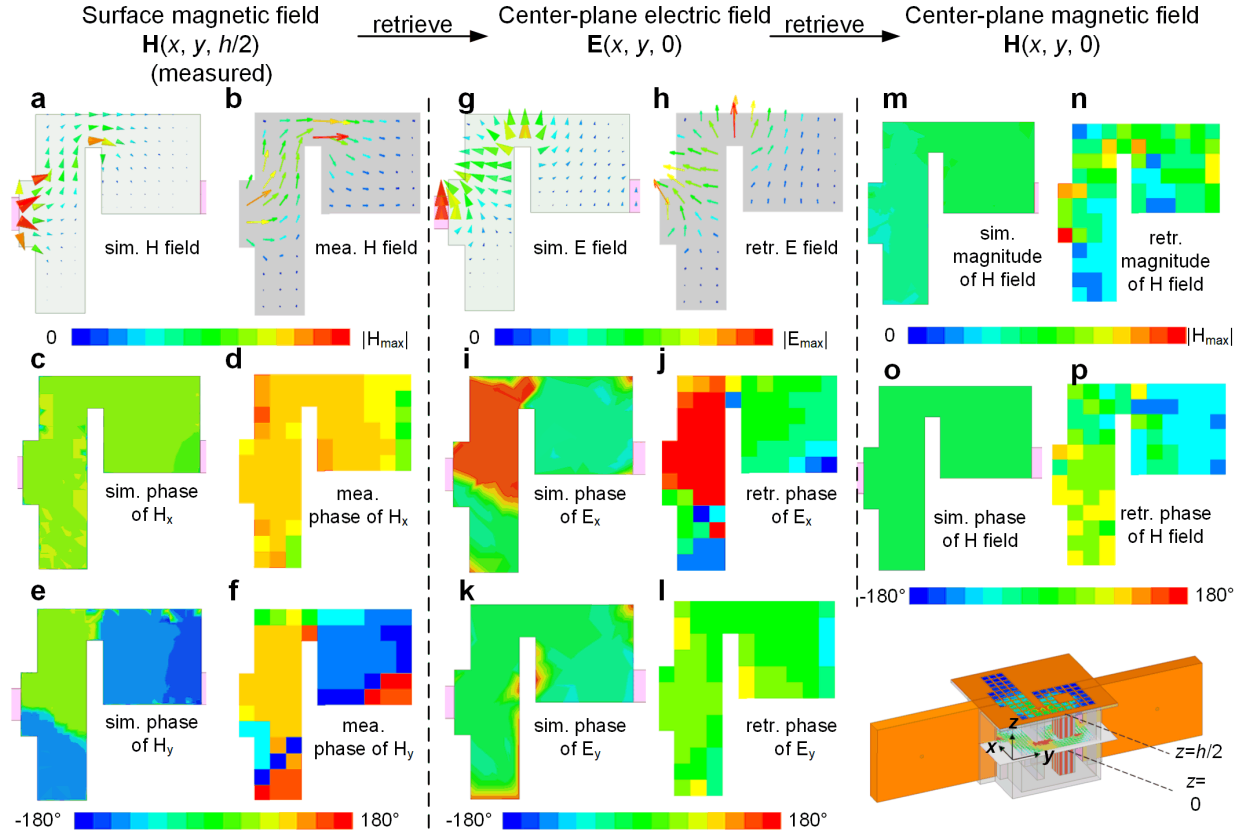 Surface magnetic field
H(x, y, h/2)
(measured)
retrieve
Center-plane electric field
E(x, y, 0)
retrieve
Center-plane magnetic field
H(x, y, 0)
a
sim. H field
b
mea. H field
0
|Hmax|
c
sim. phase
of Hx
d
mea.
phase of Hx
e
sim. phase
of Hy
f
mea.
phase of Hy
-180°
180°
g
sim. E field
h
retr. E field
0
|Emax|
i
sim. phase
of Ex
j
retr. phase
of Ex
k
sim. phase
of Ey
l
retr. phase
of Ey
-180°
180°
m
sim.
magnitude
of H field
n
retr.
magnitude
of H field
0
|Hmax|
o
sim. phase
of H field
p
retr. phase
of H field
-180°
180°
z
x
y
z=h/2
z=
0